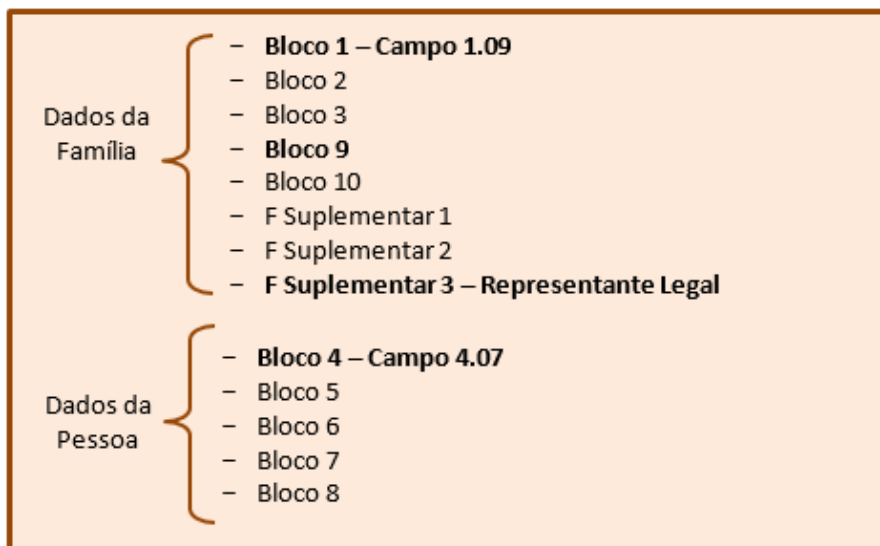 Dados da
Família
− Bloco 1 – Campo 1.09
− Bloco 2
− Bloco 3
− Bloco 9
− Bloco 10
− F Suplementar 1
− F Suplementar 2
− F Suplementar 3 – Representante Legal
Dados da
Pessoa
− Bloco 4 – Campo 4.07
− Bloco 5
− Bloco 6
− Bloco 7
− Bloco 8